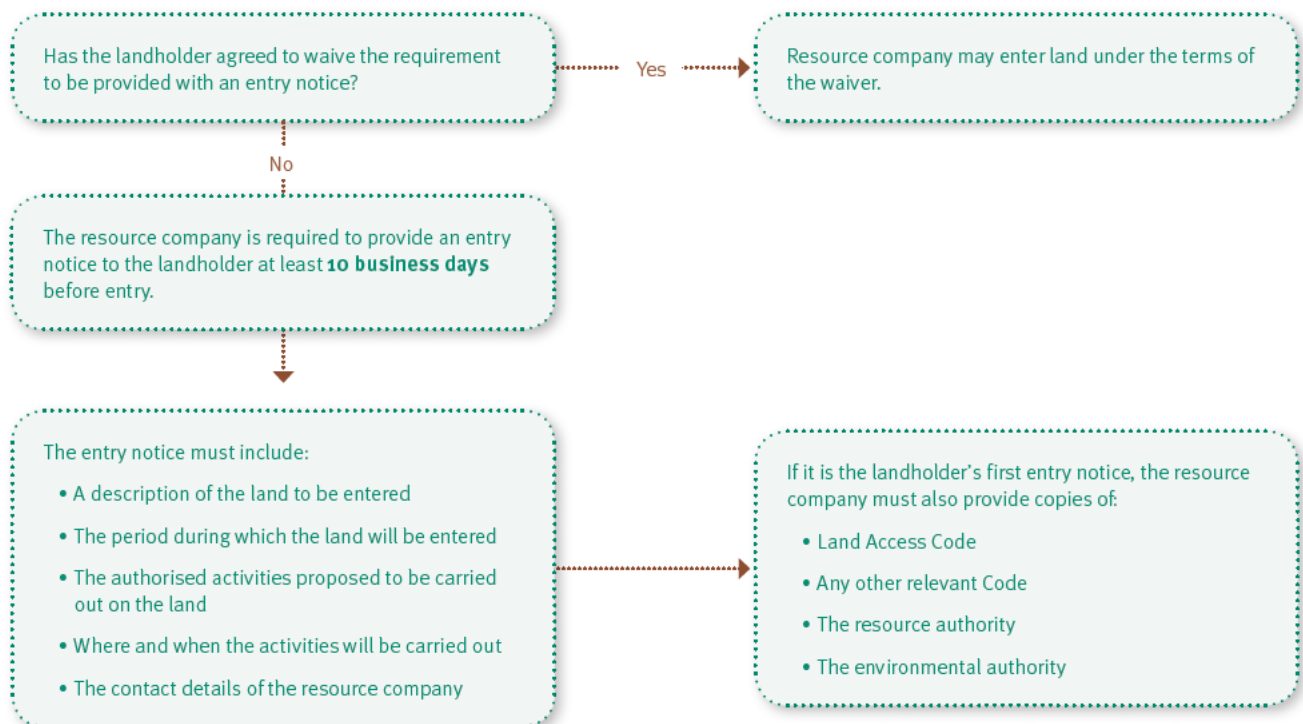 Has the landholder agreed to waive the requirement
to be provided with an entry notice?
Yes
Resource company may enter land under the terms of
the waiver.
No
The resource company is required to provide an entry
notice to the landholder at least 10 business days
before entry.
The entry notice must include:
• A description of the land to be entered
• The period during which the land will be entered
• The authorised activities proposed to be carried
out on the land
• Where and when the activities will be carried out
• The contact details of the resource company
If it is the landholder's first entry notice, the resource
company must also provide copies of:
• Land Access Code
• Any other relevant Code
• The resource authority
• The environmental authority